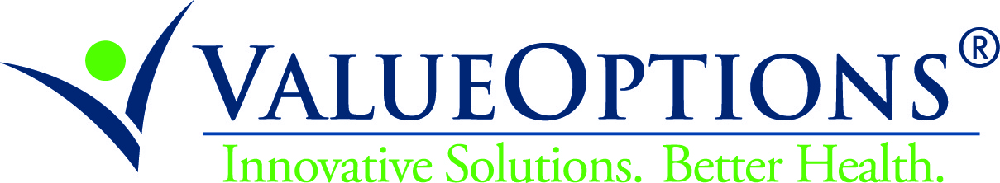 VALUEOPTIONS®
Innovative Solutions. Better Health.